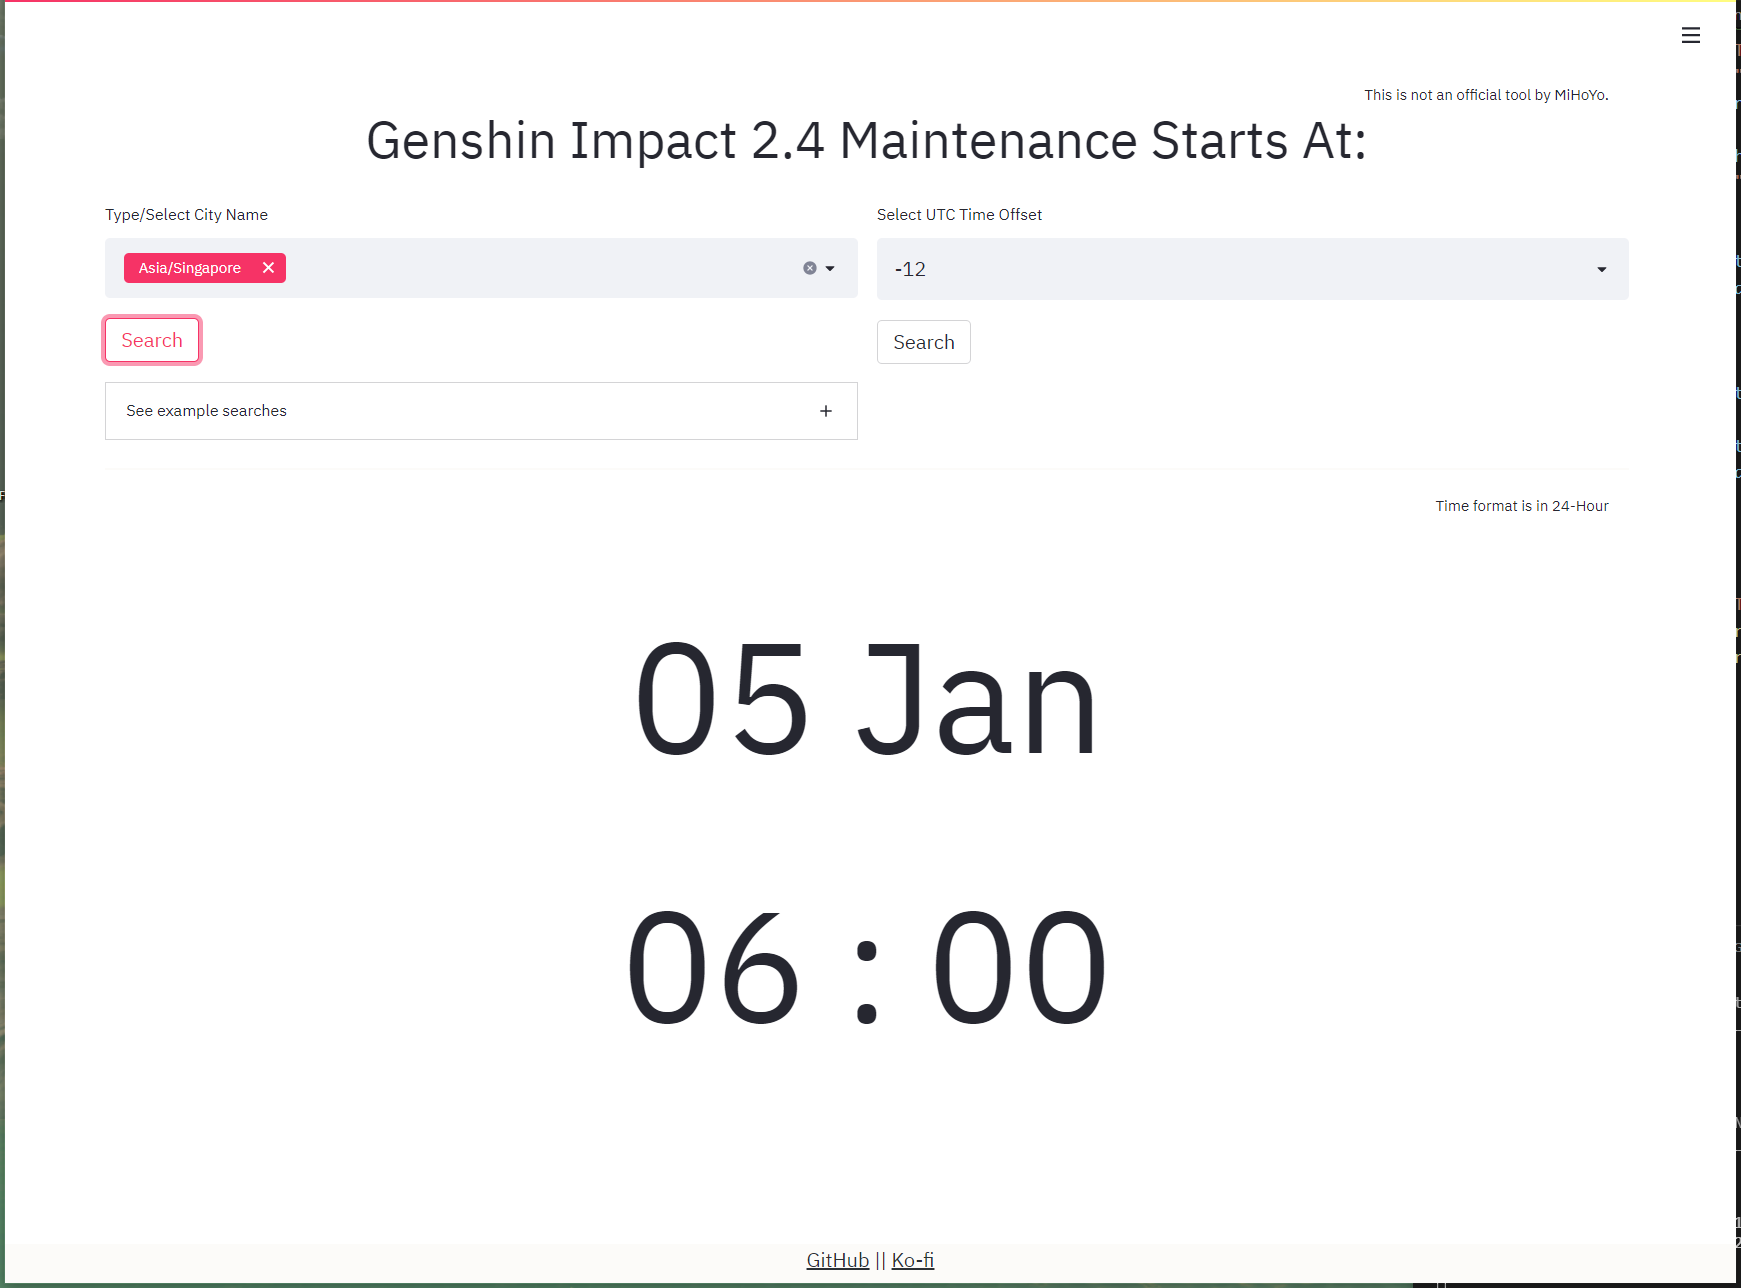 This is not an official tool by MiHoYo.
Genshin Impact 2.4 Maintenance Starts At:
Type/Select City Name
Select UTC Time Offset
Asia/Singapore
-12
Search
Search
See example searches
Time format is in 24-Hour
05 Jan
06 : 00
GitHub || Ko-fi